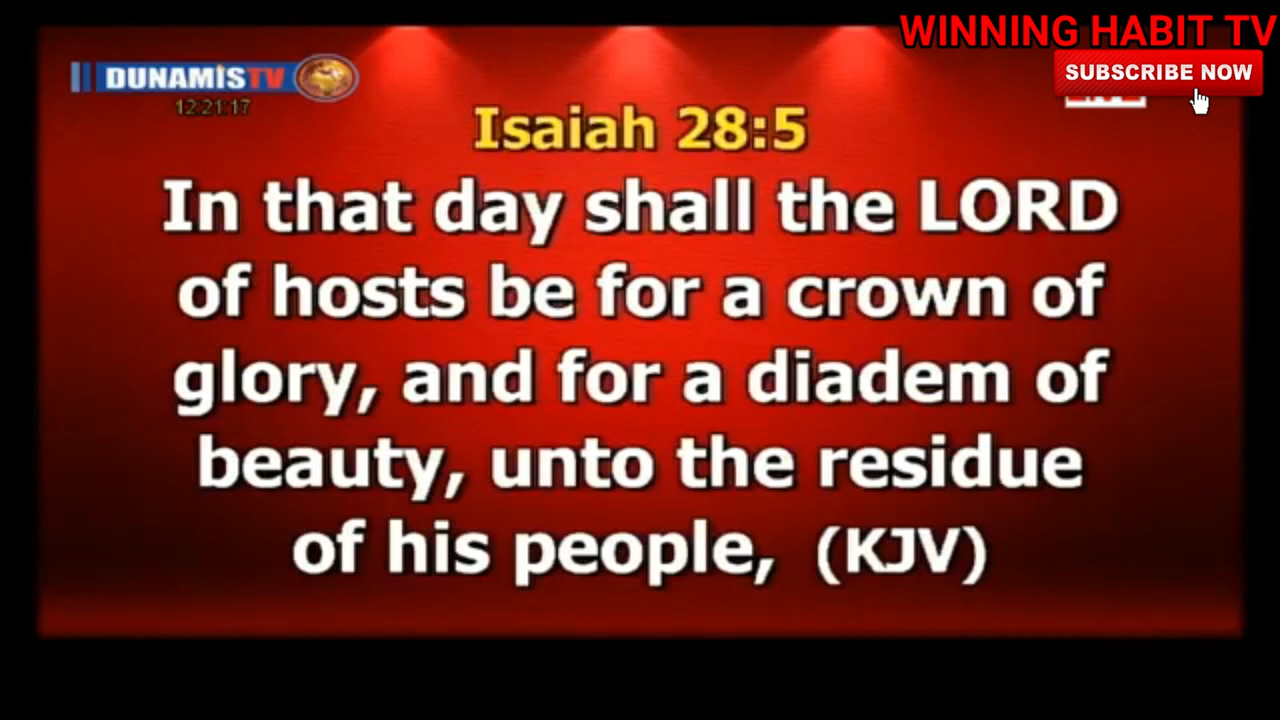 WINNING HABIT TV
DUNAMIS TV
SUBSCRIBE NOW
12:21:17
Isaiah 28:5
In that day shall the LORD
of hosts be for a crown of
glory, and for a diadem of
beauty, unto the residue
of his people, (KJV)